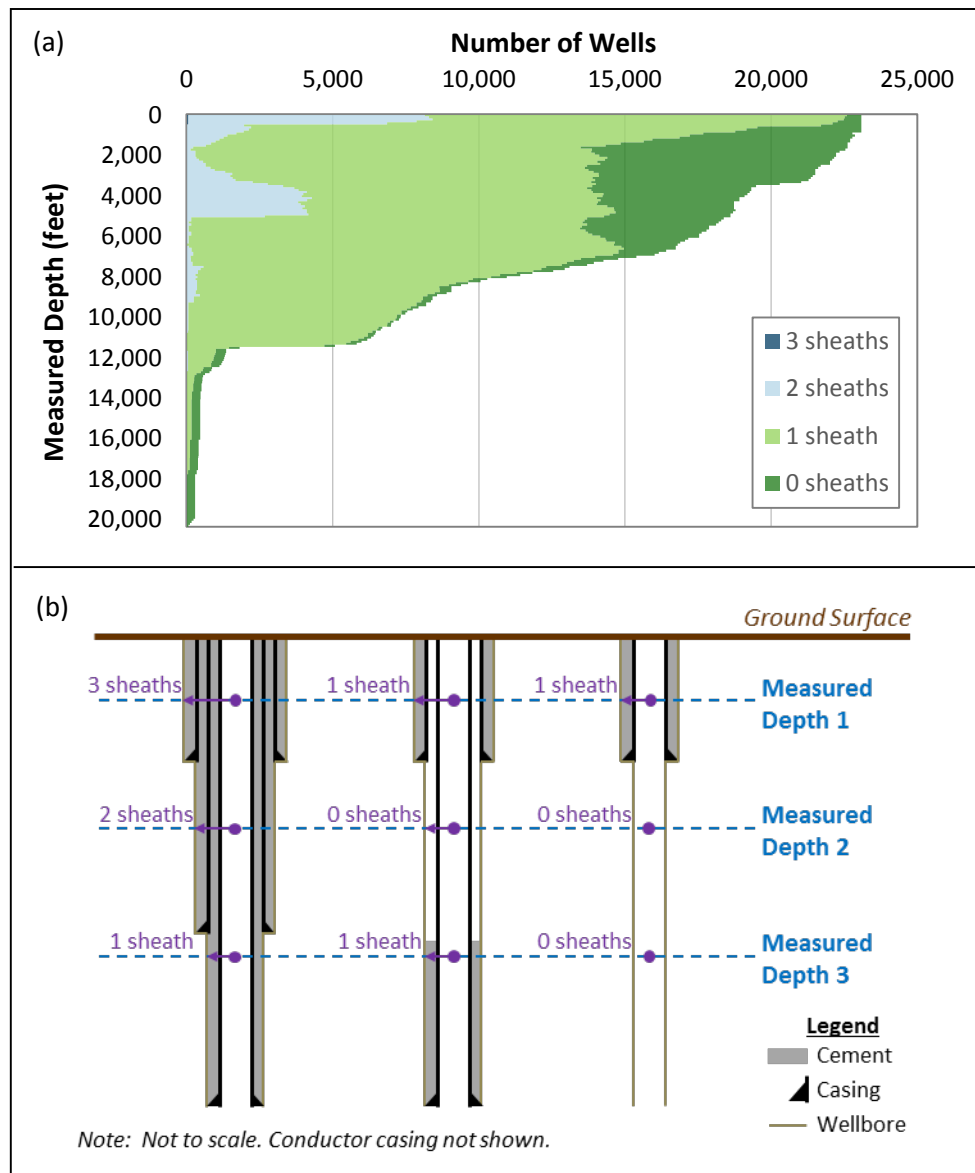 (a)
Number of Wells
0 5,000 10,000 15,000 20,000 25,000
Measured Depth (feet)
0
2,000
4,000
6,000
8,000
10,000
12,000
14,000
16,000
18,000
20,000
3 sheaths
2 sheaths
1 sheath
0 sheaths
(b)
Ground Surface
3 sheaths 1 sheath 1 sheath Measured
Depth 1
2 sheaths 0 sheaths 0 sheaths Measured
Depth 2
1 sheath 1 sheath 0 sheaths Measured
Depth 3
Legend
Cement
Casing
Wellbore
Note: Not to scale. Conductor casing not shown.